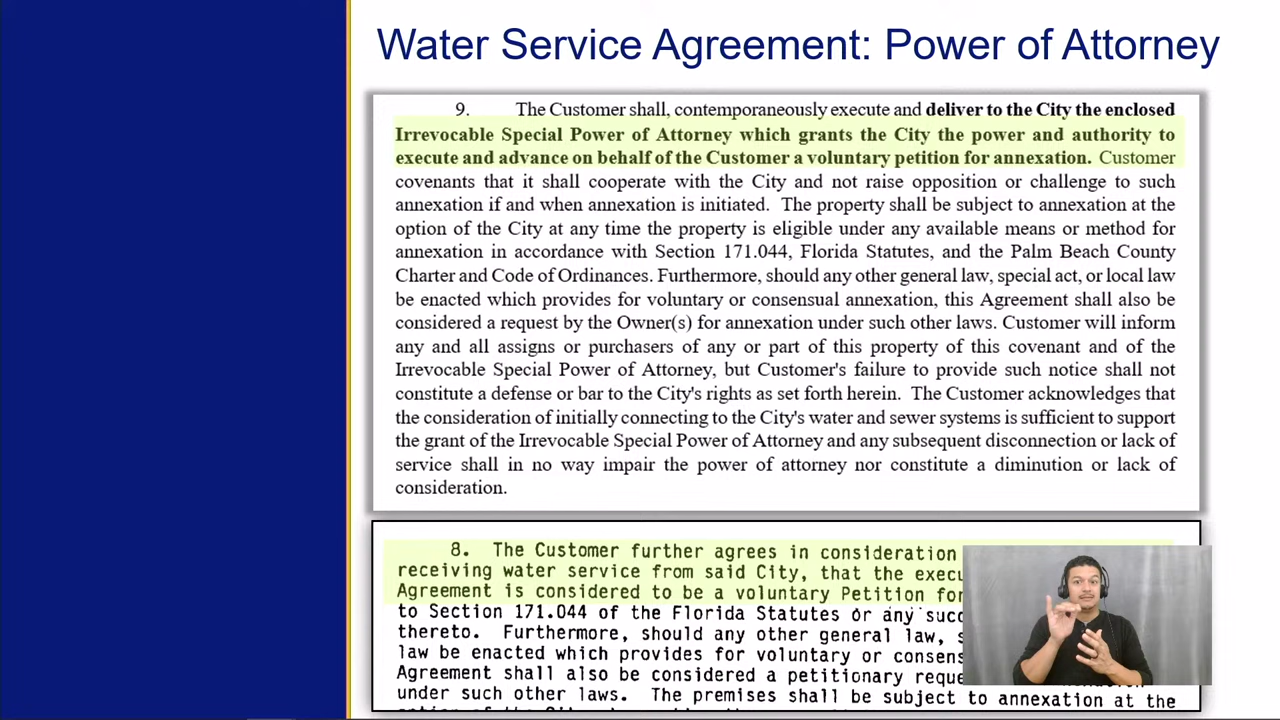 Water Service Agreement: Power of Attorney
9. The Customer shall, contemporaneously execute and deliver to the City the enclosed
Irrevocable Special Power of Attorney which grants the City the power and authority to
execute and advance on behalf of the Customer a voluntary petition for annexation. Customer
covenants that it shall cooperate with the City and not raise opposition or challenge to such
annexation if and when annexation is initiated. The property shall be subject to annexation at the
option of the City at any time the property is eligible under any available means or method for
annexation in accordance with Section 171.044, Florida Statutes, and the Palm Beach County
Charter and Code of Ordinances. Furthermore, should any other general law, special act, or local law
be enacted which provides for voluntary or consensual annexation, this Agreement shall also be
considered a request by the Owner(s) for annexation under such other laws. Customer will inform
any and all assigns or purchasers of any or part of this property of this covenant and of the
Irrevocable Special Power of Attorney, but Customer's failure to provide such notice shall not
constitute a defense or bar to the City's rights as set forth herein. The Customer acknowledges that
the consideration of initially connecting to the City's water and sewer systems is sufficient to support
the grant of the Irrevocable Special Power of Attorney and any subsequent disconnection or lack of
service shall in no way impair the power of attorney nor constitute a diminution or lack of
consideration.
8. The Customer further agrees in consideration
receiving water service from said City, that the
Agreement is considered to be a voluntary Petition
to Section 171.044 of the Florida Statutes or any
thereto. Furthermore, should any other general law,
law be enacted which provides for voluntary or
Agreement shall also be considered a petitionary
under such other laws. The premises shall be subject to annexation at the